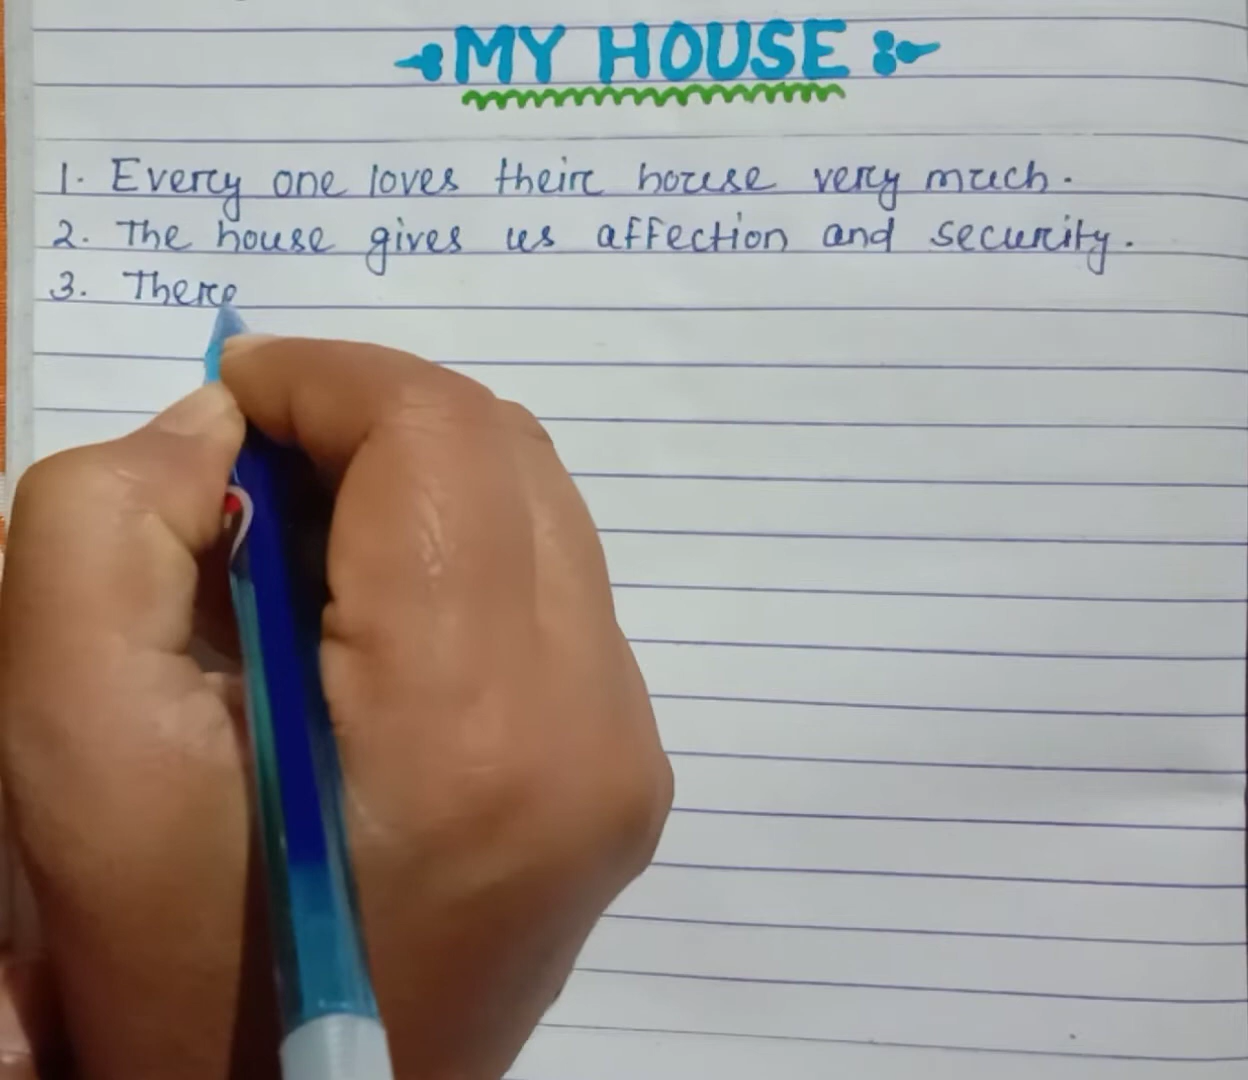 MY HOUSE :
1. Every one loves their house very much.
2. The house gives us affection and security.
3. There